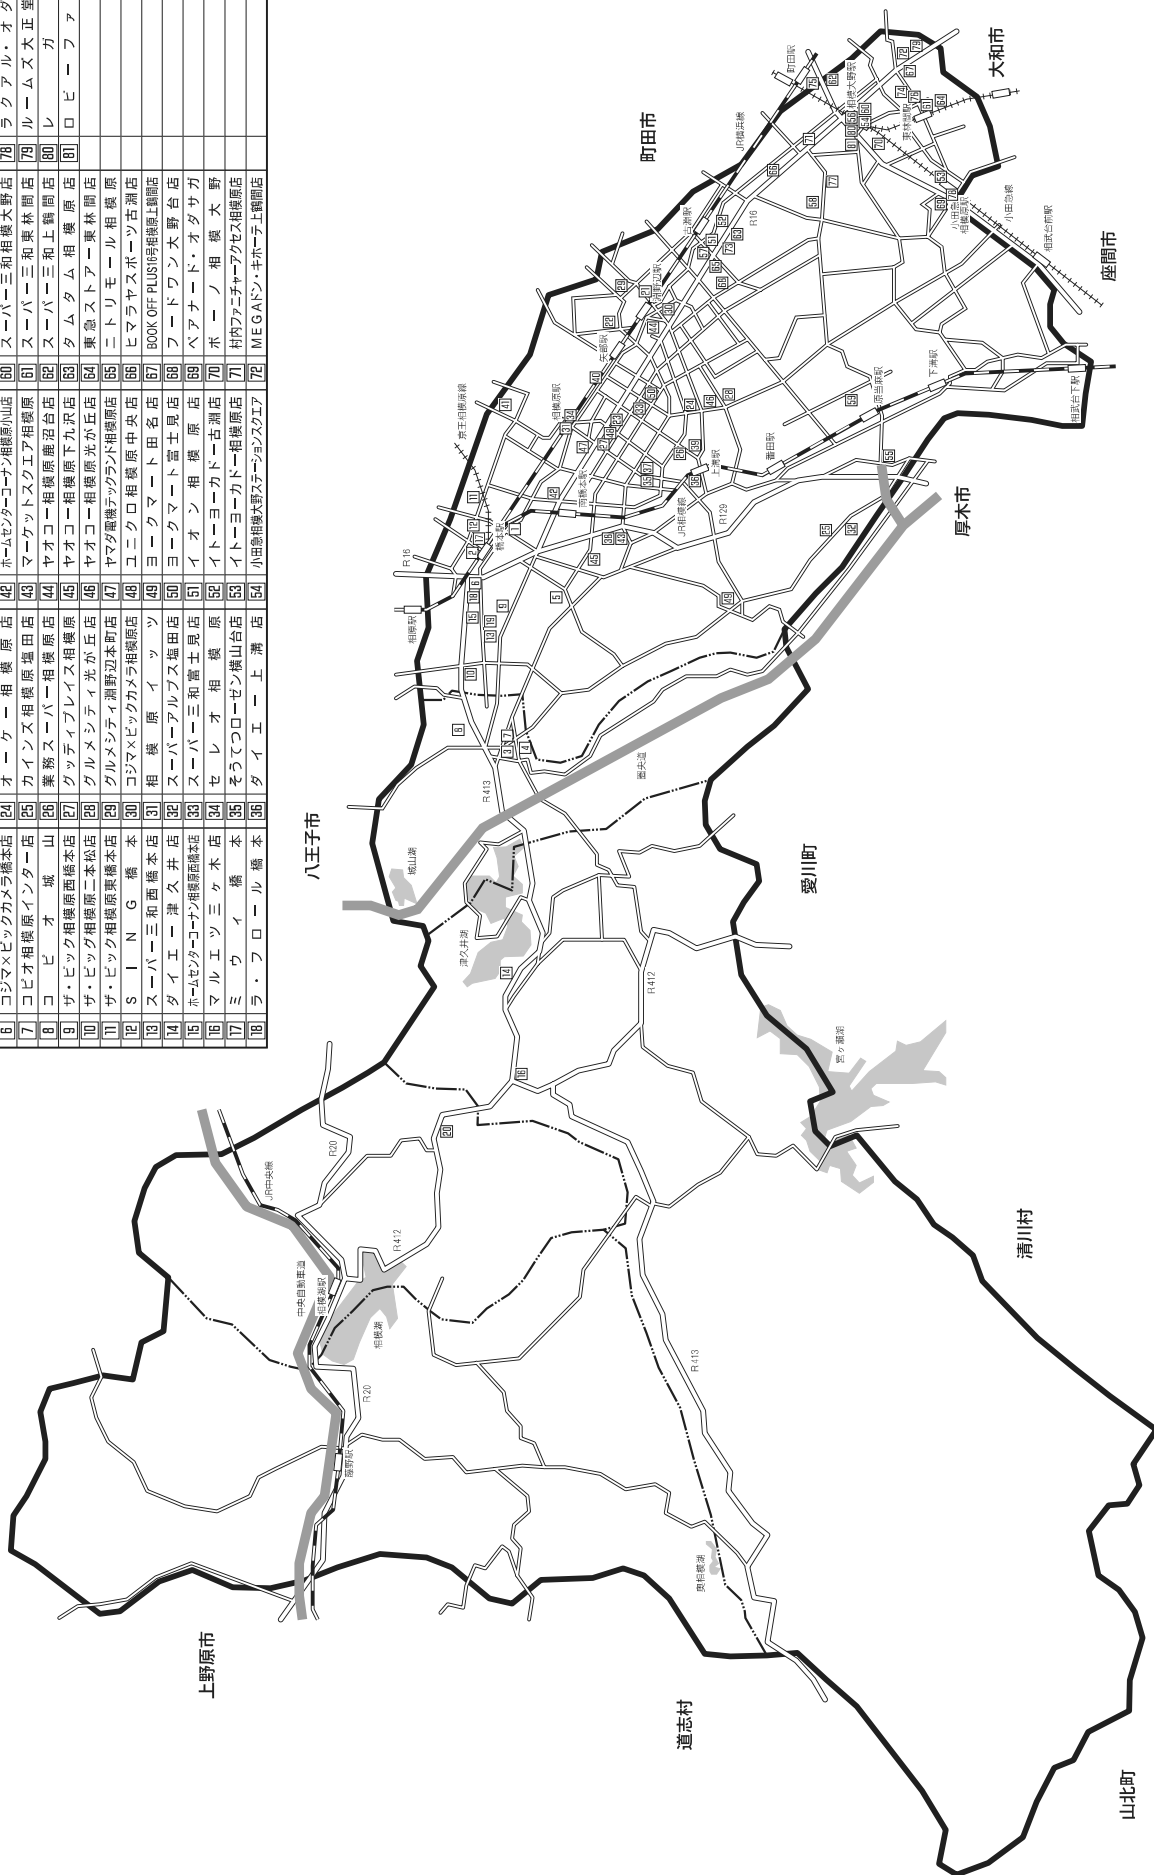 6 コジマ×ビックカメラ橋本店
7 コピオ相模原インター店
8 コピオ城山
9 ザ・ビッグ相模原西橋本店
10 ザ・ビッグ相模原二本松店
11 ザ・ビッグ相模原東橋本店
12 SING橋本
13 スーパー三和西橋本店
14 ダイエー津久井店
15 ホームセンターコーナン相模原西橋本店
16 マルエツ三ヶ木店
17 ミウィ橋本
18 ラ・フロール橋本
24 オーケー相模原店
25 カインズ相模原塩田店
26 業務スーパー相模原店
27 グッディプレイス相模原
28 グルメシティ光が丘店
29 グルメシティ淵野辺本町店
30 コジマ×ビックカメラ相模原店
31 相模原イッツ
32 スーパーアルプス塩田店
33 スーパー三和富士見店
34 セレオ相模原
35 そうてつローゼン横山台店
36 ダイエー上溝店
42 ホームセンターコーナン相模原小山店
43 マーケットスクエア相模原
44 ヤオコー相模原鹿沼台店
45 ヤオコー相模原下九沢店
46 ヤオコー相模原光が丘店
47 ヤマダ電機テックランド相模原店
48 ユニクロ相模原中央店
49 ヨークマート田名店
50 ヨークマート富士見店
51 イオン相模原店
52 イトーヨーカドー古淵店
53 イトーヨーカドー相模原店
54 小田急相模大野ステーションスクエア
60 スーパー三和相模大野店
61 スーパー三和東林間店
62 スーパー三和上鶴間店
63 タムタム相模原店
64 東急ストアー東林間店
65 ニトリモール相模原
66 ヒマラヤスポーツ古淵店
67 BOOK OFF PLUS16号相模原上鶴間店
68 フードワン大野台店
69 ペアナード・オダサガ
70 ボーノ相模大野
71 村内ファニチャーアクセス相模原店
72 MEGAドン・キホーテ上鶴間店
78 ラクアル・オダ
79 ルームズ大正堂
80 レガ
81 ロビーファ
町田市
大和市
座間市
厚木市
八王子市
愛川町
清川村
上野原市
道志村
山北町
町田駅
相模大野駅
東林間駅
小田急相模原駅
小田急線
相武台前駅
JR横浜線
古淵駅
R16
淵野辺駅
矢部駅
相模原駅
京王相模原線
橋本駅
南橋本駅
上溝駅
番田駅
原当麻駅
下溝駅
相武台下駅
JR相模線
R129
R16
相原駅
R413
圏央道
城山湖
津久井湖
R412
宮ヶ瀬湖
R20
JR中央線
中央自動車道
相模湖駅
相模湖
R412
R20
藤野駅
R413
奥相模湖